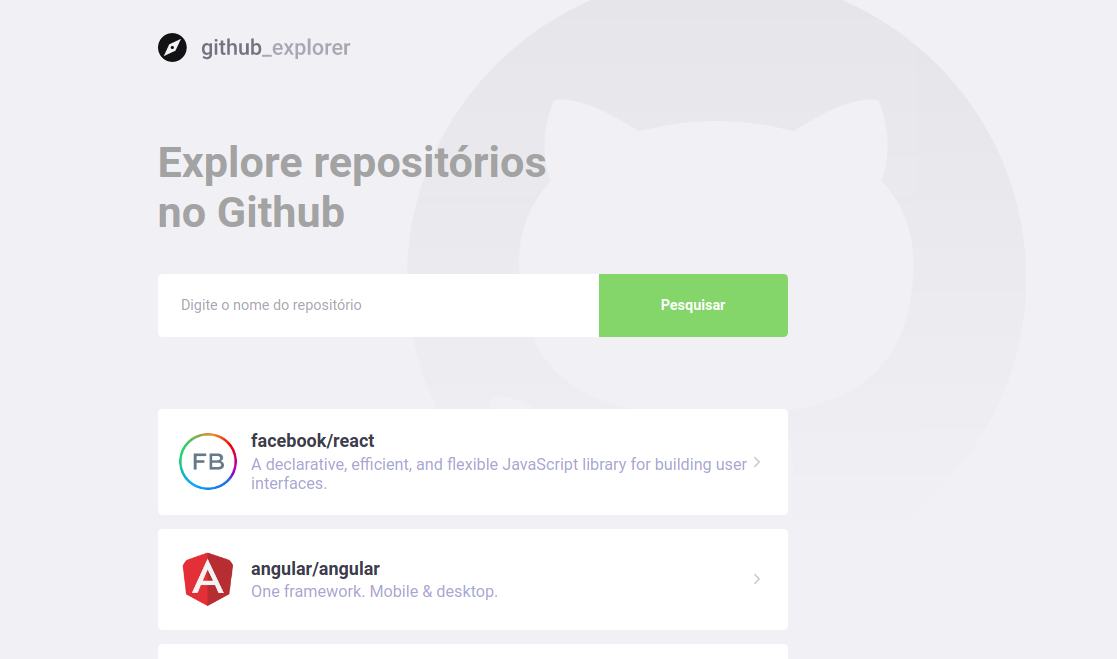 github_explorer
Explore repositórios
no Github
Digite o nome do repositório
Pesquisar
FB
facebook/react
A declarative, efficient, and flexible JavaScript library for building user
interfaces.
A
angular/angular
One framework. Mobile & desktop.